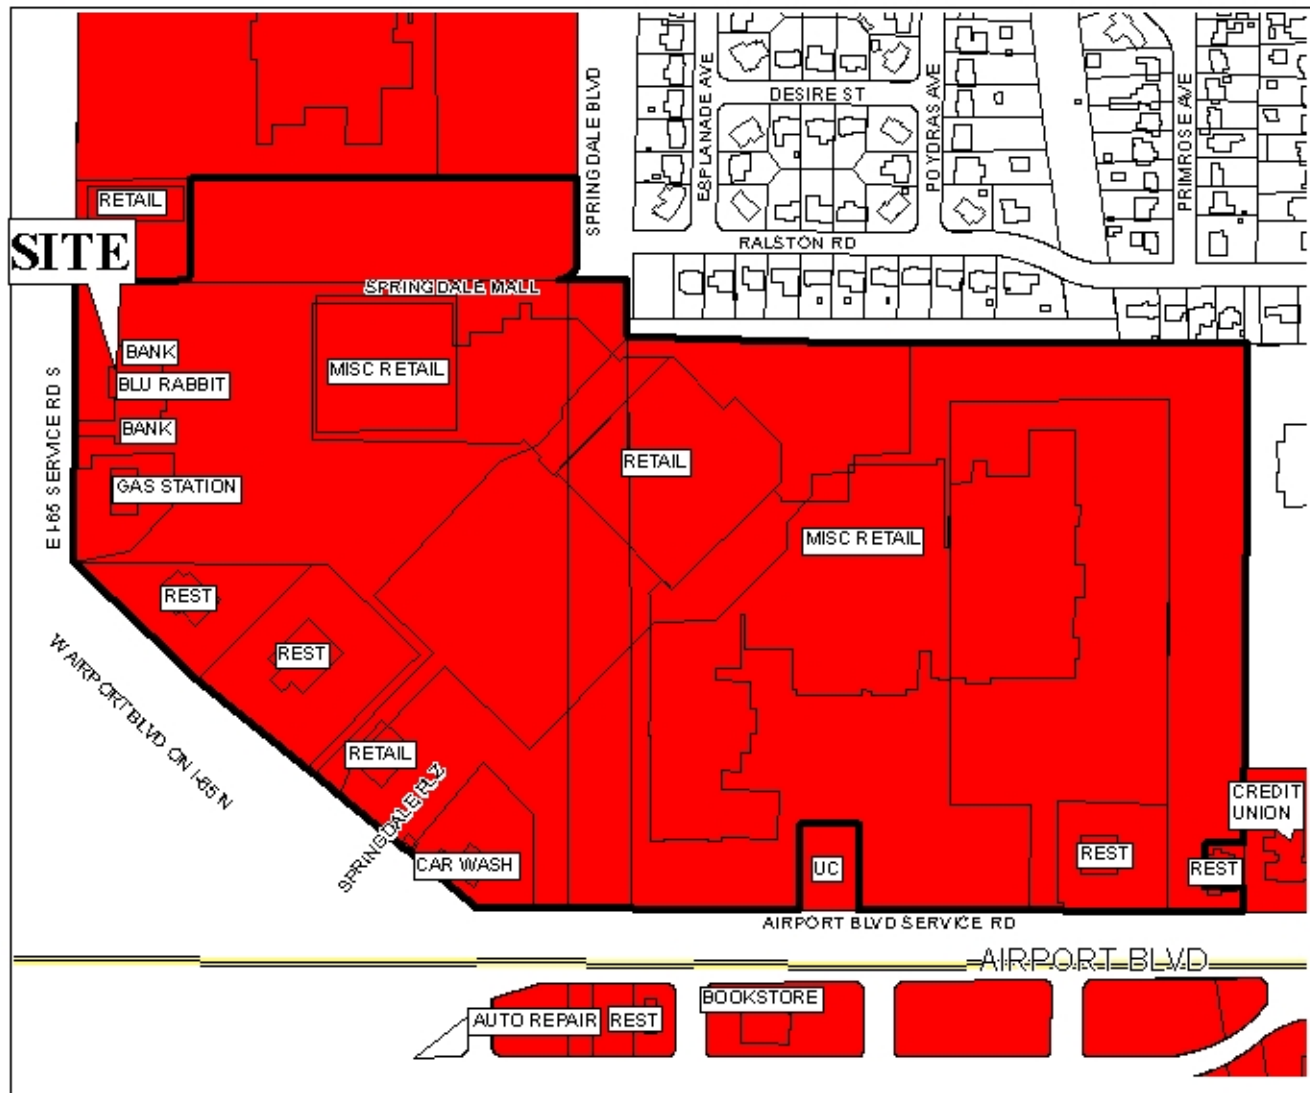 DESIRE ST
SPRINGDALE BLVD
ESPLANADE AVE
POYDRAS AVE
PRIMROSE AVE
RETAIL
RALSTON RD
SITE
SPRINGDALE MALL
BANK
MISC RETAIL
BLU RABBIT
BANK
E I-65 SERVICE RD S
RETAIL
GAS STATION
MISC RETAIL
REST
REST
W AIRPORT BLVD ON I-65 N
RETAIL
SPRINGDALE PLZ
CREDIT
UNION
CAR WASH
UC
REST
REST
AIRPORT BLVD SERVICE RD
AIRPORT BLVD
BOOKSTORE
AUTO REPAIR
REST